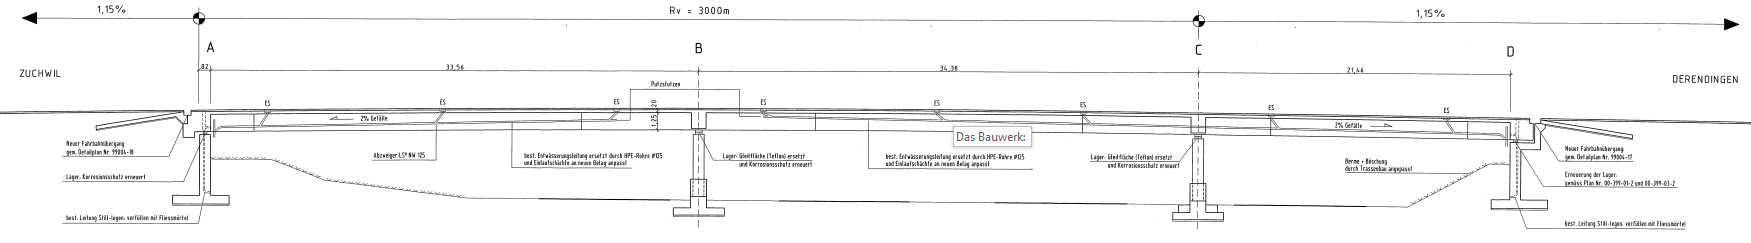 1,15%
Rv = 3000m
1,15%
A
B
C
D
ZUCHWIL
DERENDINGEN
82
33,56
34,38
21,46
Putzstutzen
ES
ES
ES
ES
ES
ES
ES
ES
1.25
20
2% Gefälle
2% Gefälle
Das Bauwerk:
Neuer Fahrbahnübergang
gem. Detailplan Nr. 99004-18
Abzweiger LS° NW 125
best. Entwässerungsleitung ersetzt durch HPE-Rohre ø125
und Einlaufschächte an neuen Belag anpasst
Lager: Gleitfläche (Teflon) ersetzt
und Korrosionsschutz erneuert
best. Entwässerungsleitung ersetzt durch HPE-Rohre ø125
und Einlaufschächte an neuen Belag anpasst
Lager: Gleitfläche (Teflon) ersetzt
und Korrosionsschutz erneuert
Berme + Böschung
durch Trasseebau angepasst
Neuer Fahrbahnübergang:
gem. Detailplan Nr. 99004-17
Lager: Korrosionsschutz erneuert
Erneuerung der Lager:
gemäss Plan Nr. 00-399-01-2 und 00-399-03-2
best. Leitung Still-legen: verfüllen mit Fliessmörtel
best. Leitung Still-legen: verfüllen mit Fliessmörtel